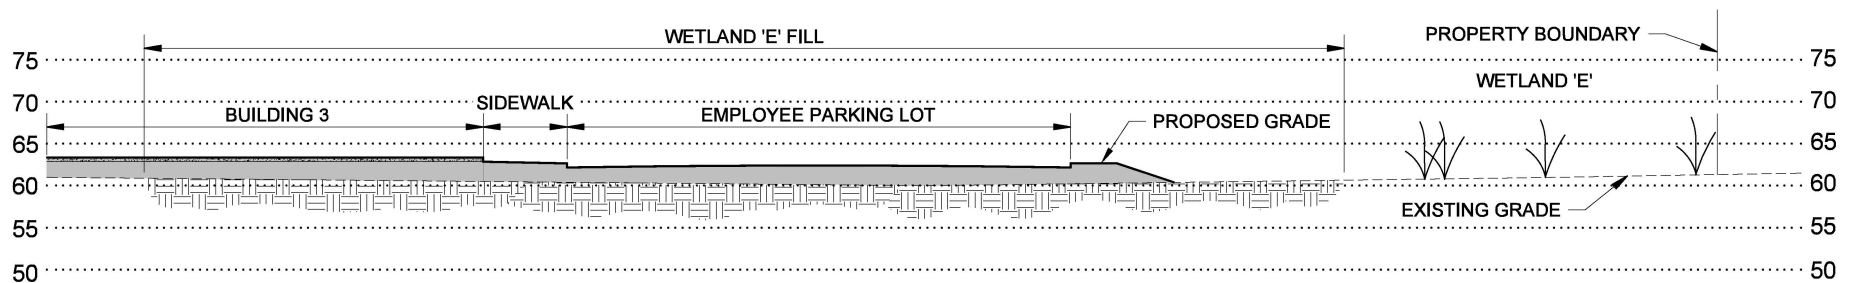 WETLAND 'E' FILL
PROPERTY BOUNDARY
75
75
WETLAND 'E'
70
BUILDING 3
SIDEWALK
EMPLOYEE PARKING LOT
PROPOSED GRADE
70
65
65
60
60
EXISTING GRADE
55
55
50
50